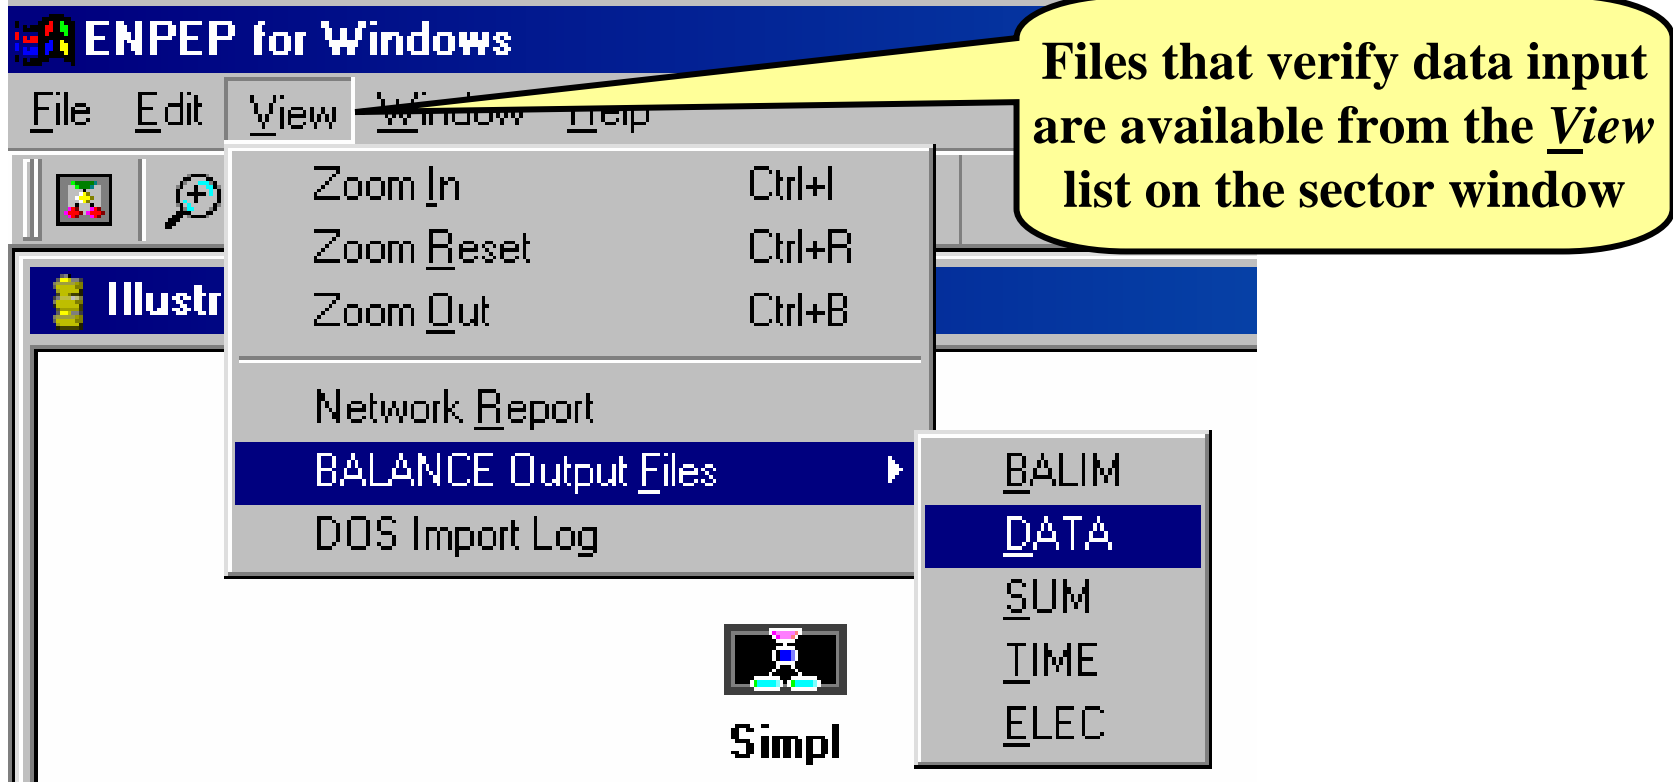 ENPEP for Windows
Files that verify data input
are available from the View
list on the sector window
File Edit View Window Help
Zoom In Ctrl+I
Zoom Reset Ctrl+R
Zoom Out Ctrl+B
Illustr
Network Report
BALANCE Output Files
DOS Import Log
BALIM
DATA
SUM
TIME
ELEC
Simpl